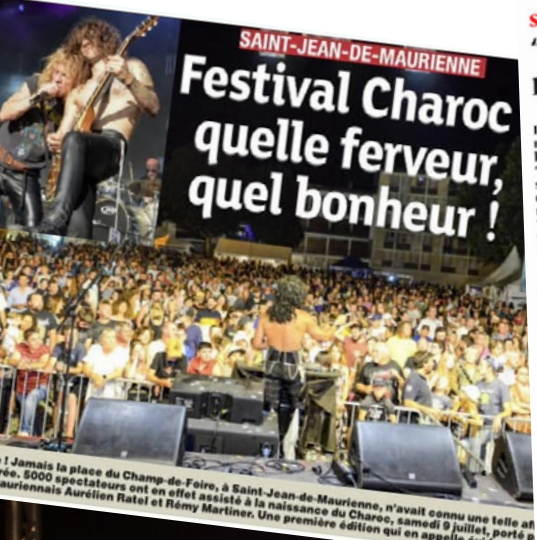 SAINT-JEAN-DE-MAURIENNE
Festival Charoc
quelle ferveur,
quel bonheur !
! Jamais la place du Champ-de-Foire, à Saint-Jean-de-Maurienne, n'avait connu une telle
5000 spectateurs ont en effet assisté à la naissance du Charoc, samedi 9 juillet, porté
Aurélien Ratel et Rémy Martiner. Une première édition qui en appelle